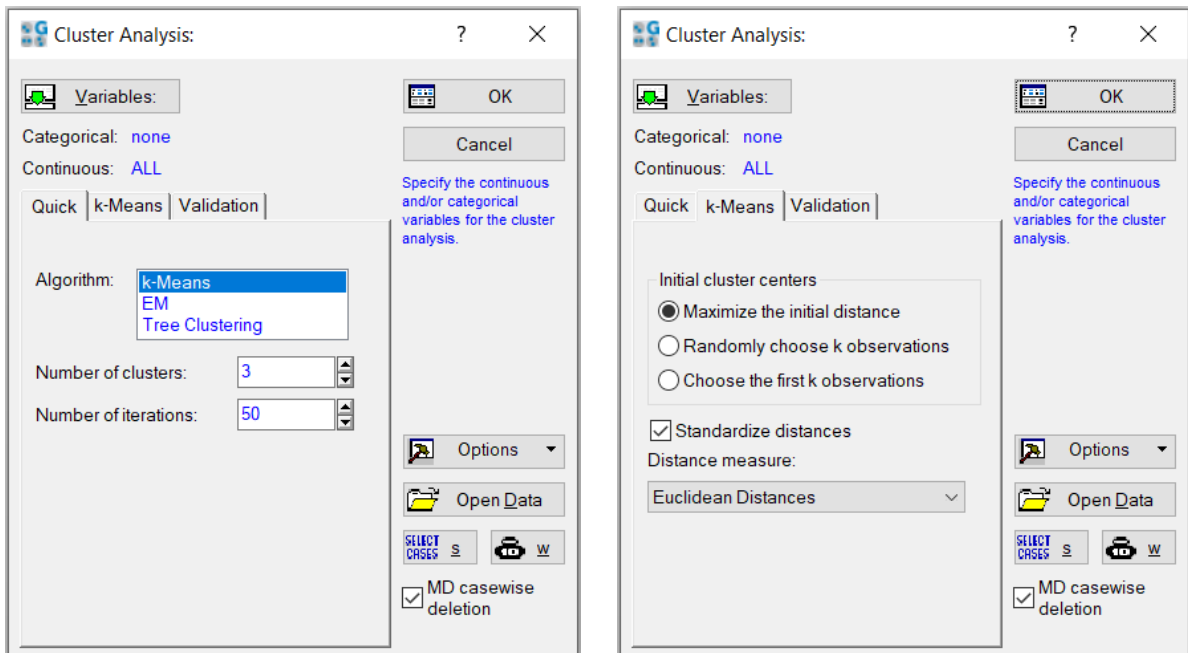 Cluster Analysis: ?
Variables:
OK
Categorical: none
Cancel
Continuous: ALL
Specify the continuous
and/or categorical
variables for the cluster
analysis.
Quick k-Means Validation
Algorithm:
k-Means
EM
Tree Clustering
Number of clusters: 3
Number of iterations: 50
Options
Open Data
SELECT
CASES S
W
MD casewise
deletion
Cluster Analysis: ?
Variables:
OK
Categorical: none
Cancel
Continuous: ALL
Specify the continuous
and/or categorical
variables for the cluster
analysis.
Quick k-Means Validation
Initial cluster centers
Maximize the initial distance
Randomly choose k observations
Choose the first k observations
Standardize distances
Distance measure:
Euclidean Distances
Options
Open Data
SELECT
CASES S
W
MD casewise
deletion